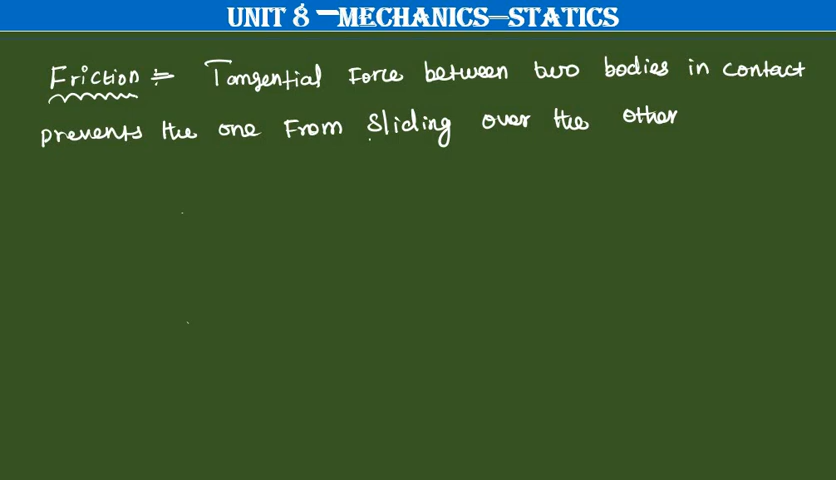 UNIT 8 – MECHANICS – STATICS
Friction := Tangential Force between two bodies in contact
prevents the one From Sliding over the other